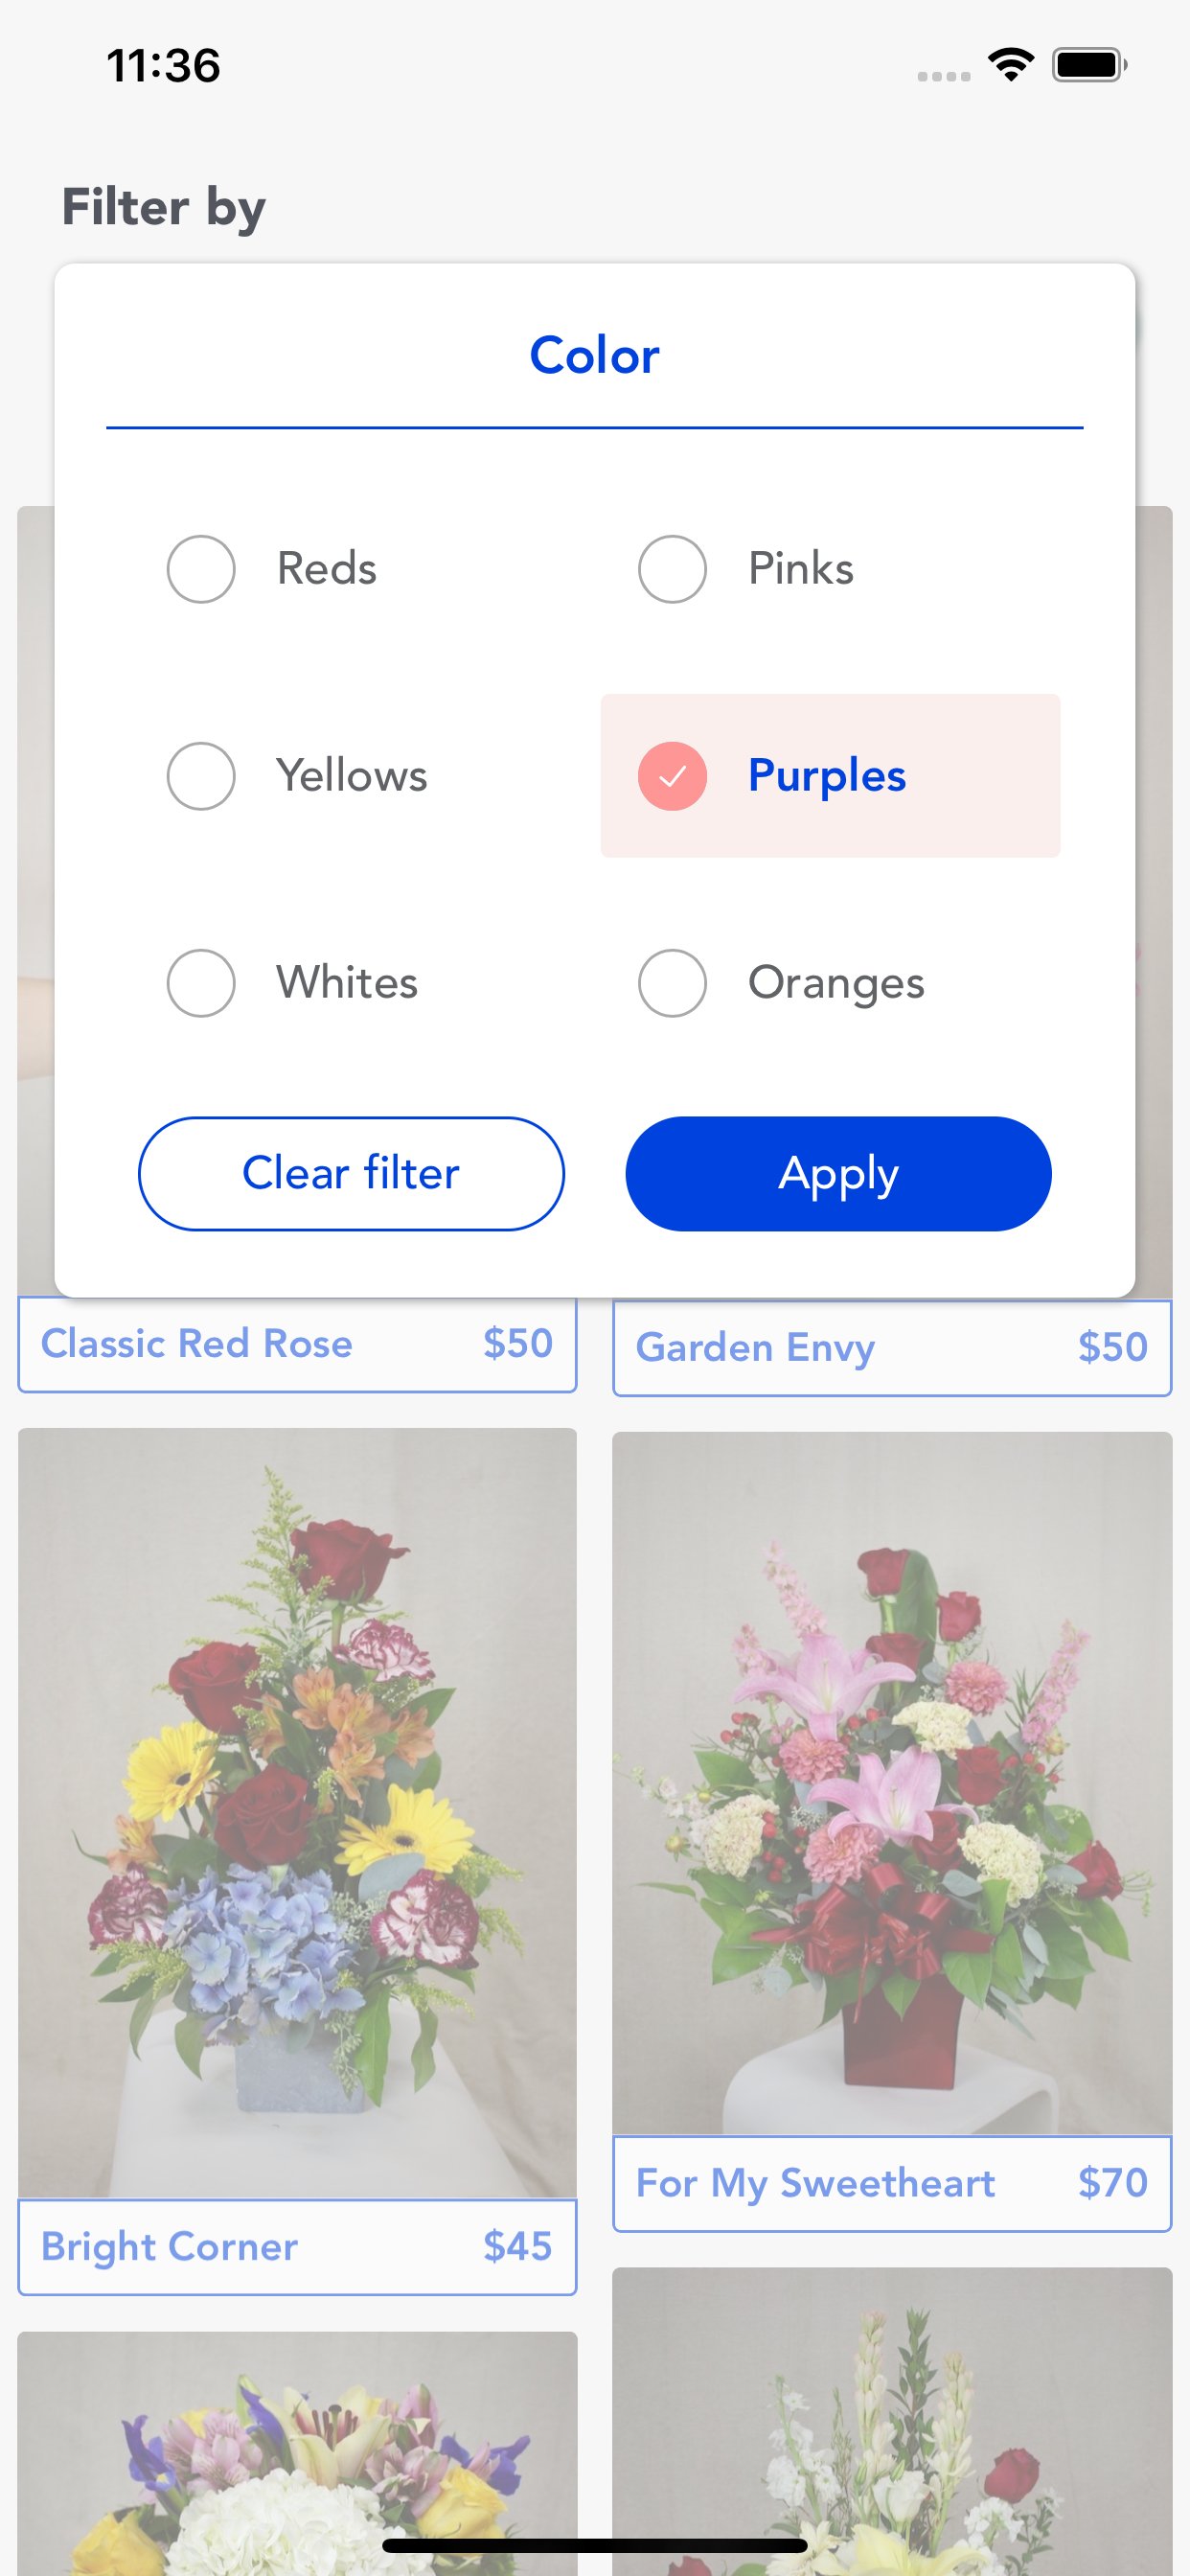 11:36
Filter by
Color
Reds Pinks
Yellows Purples
Whites Oranges
Clear filter Apply
Classic Red Rose $50
Garden Envy $50
For My Sweetheart $70
Bright Corner $45